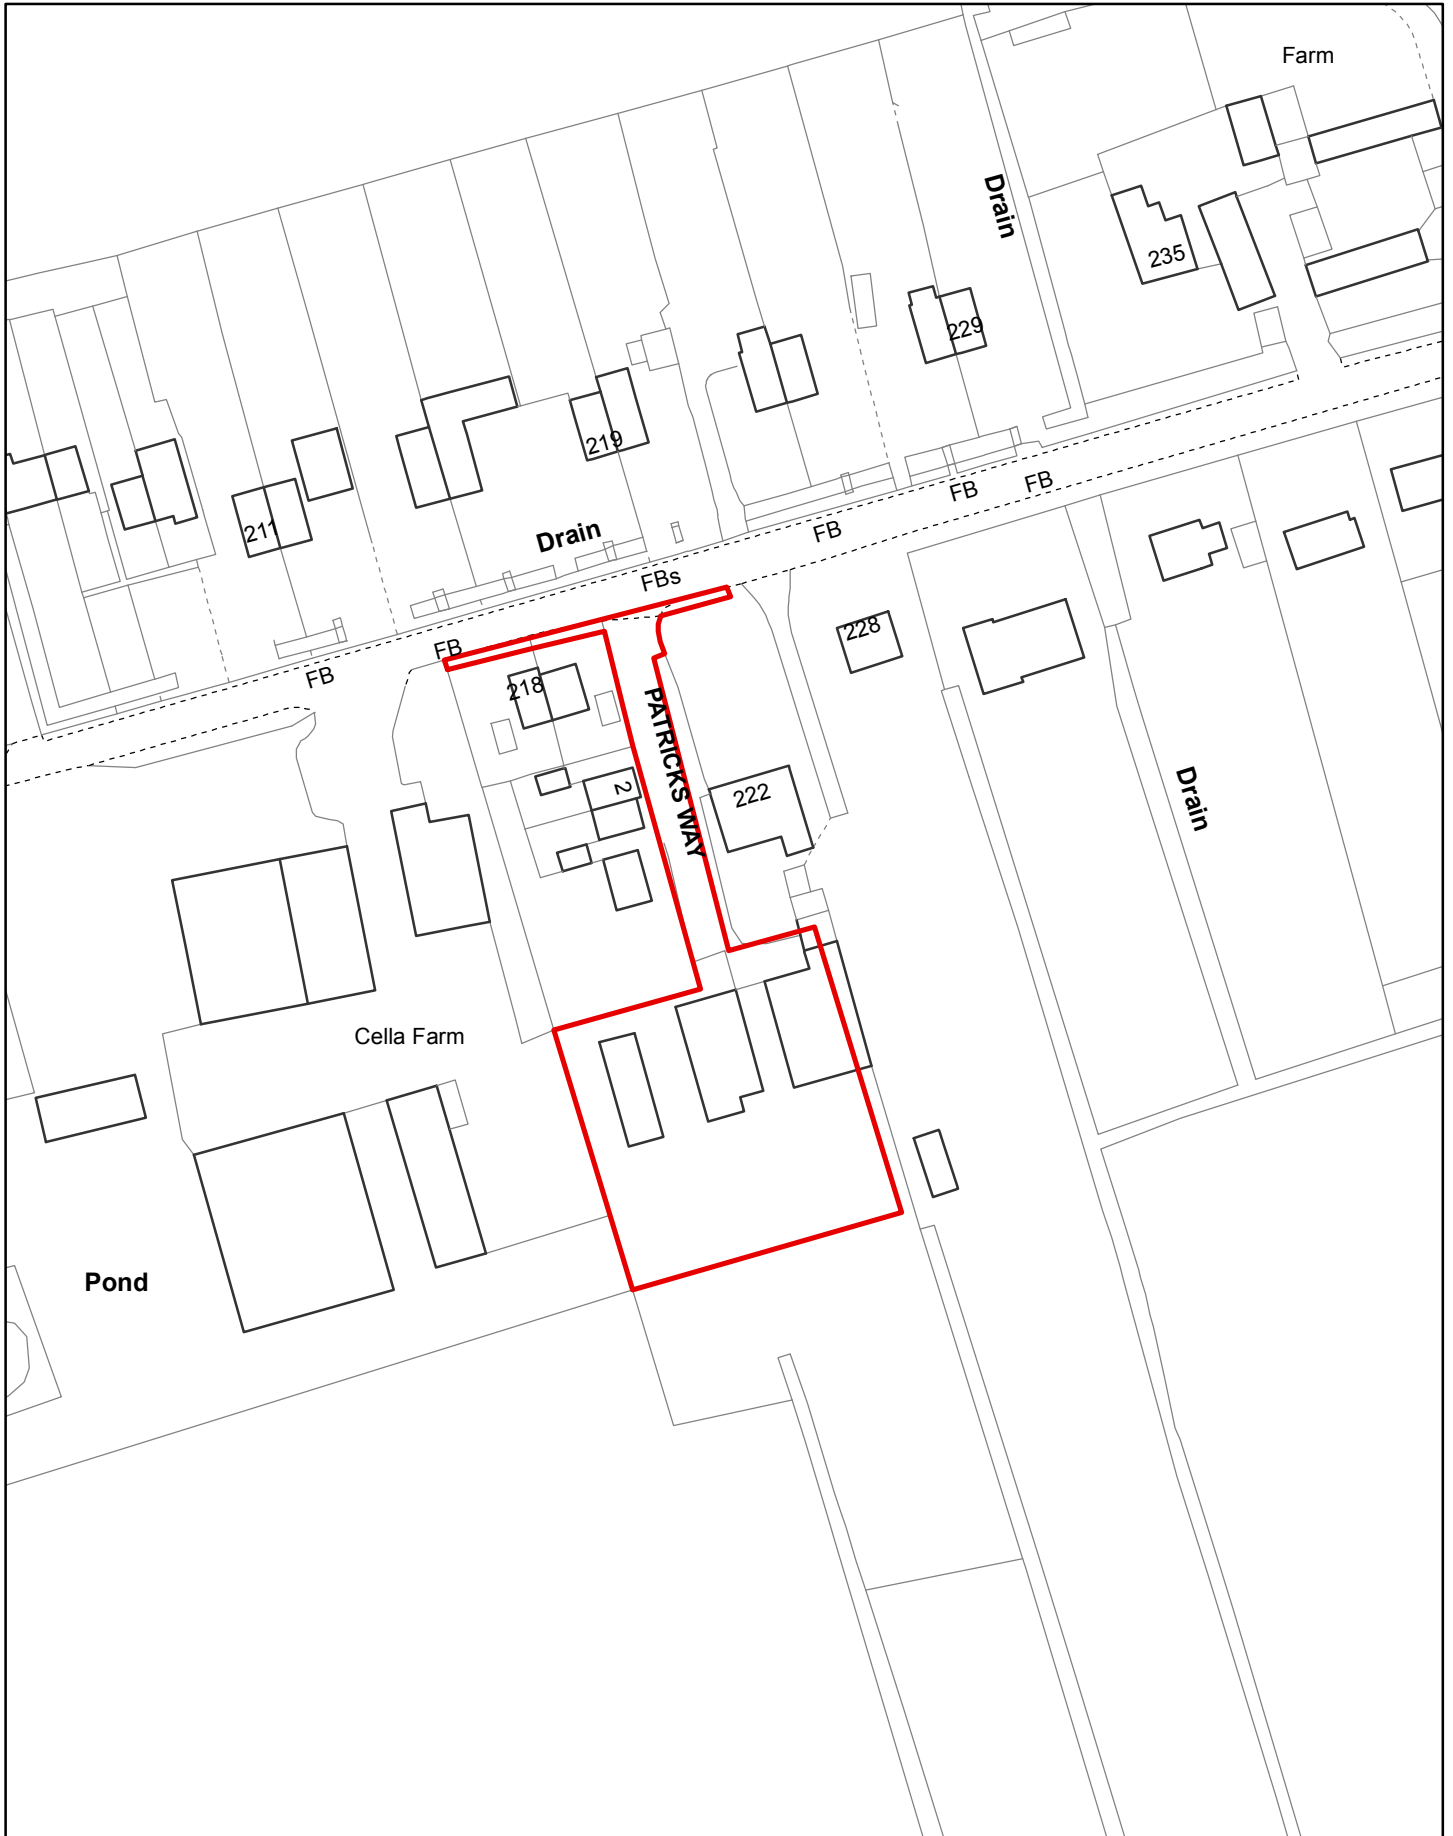 Farm
Drain
235
229
219
211
Drain
FB
FB
FB
FBs
228
FB
218
FB
PATRICKS WAY
2
222
Drain
Cella Farm
Pond